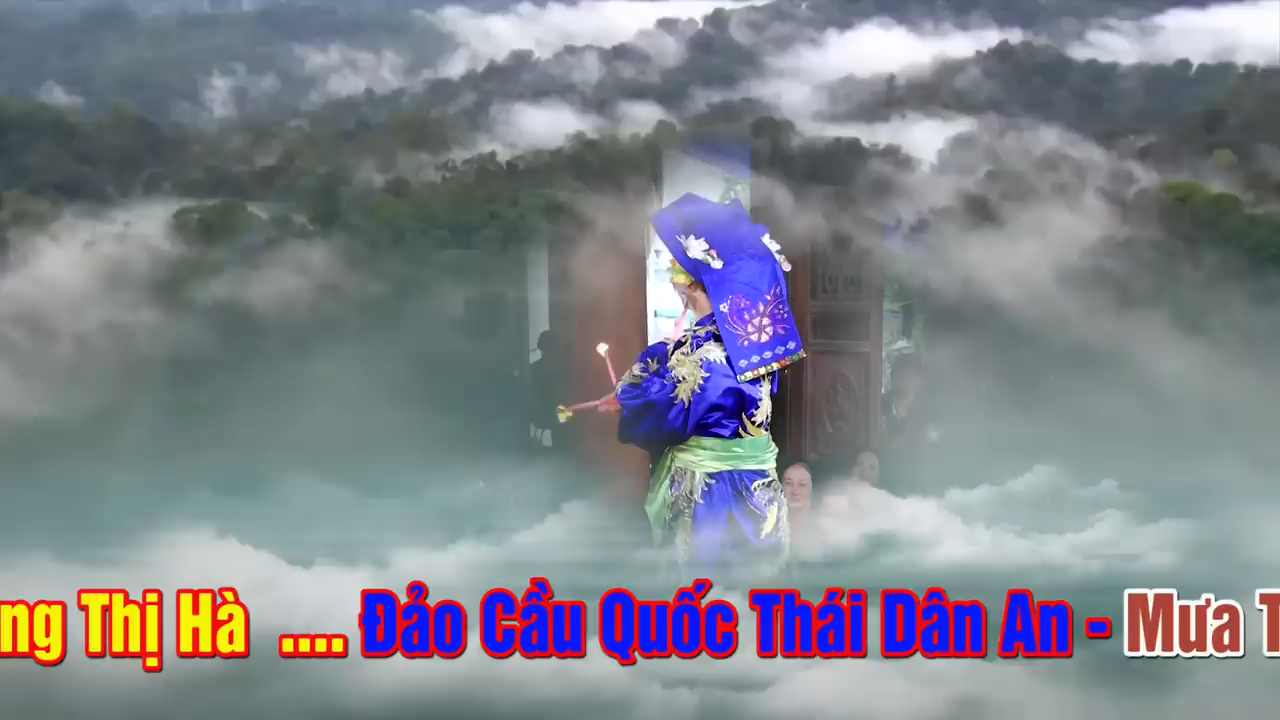 ng Thị Hà .... Đảo Cầu Quốc Thái Dân An - Mưa T